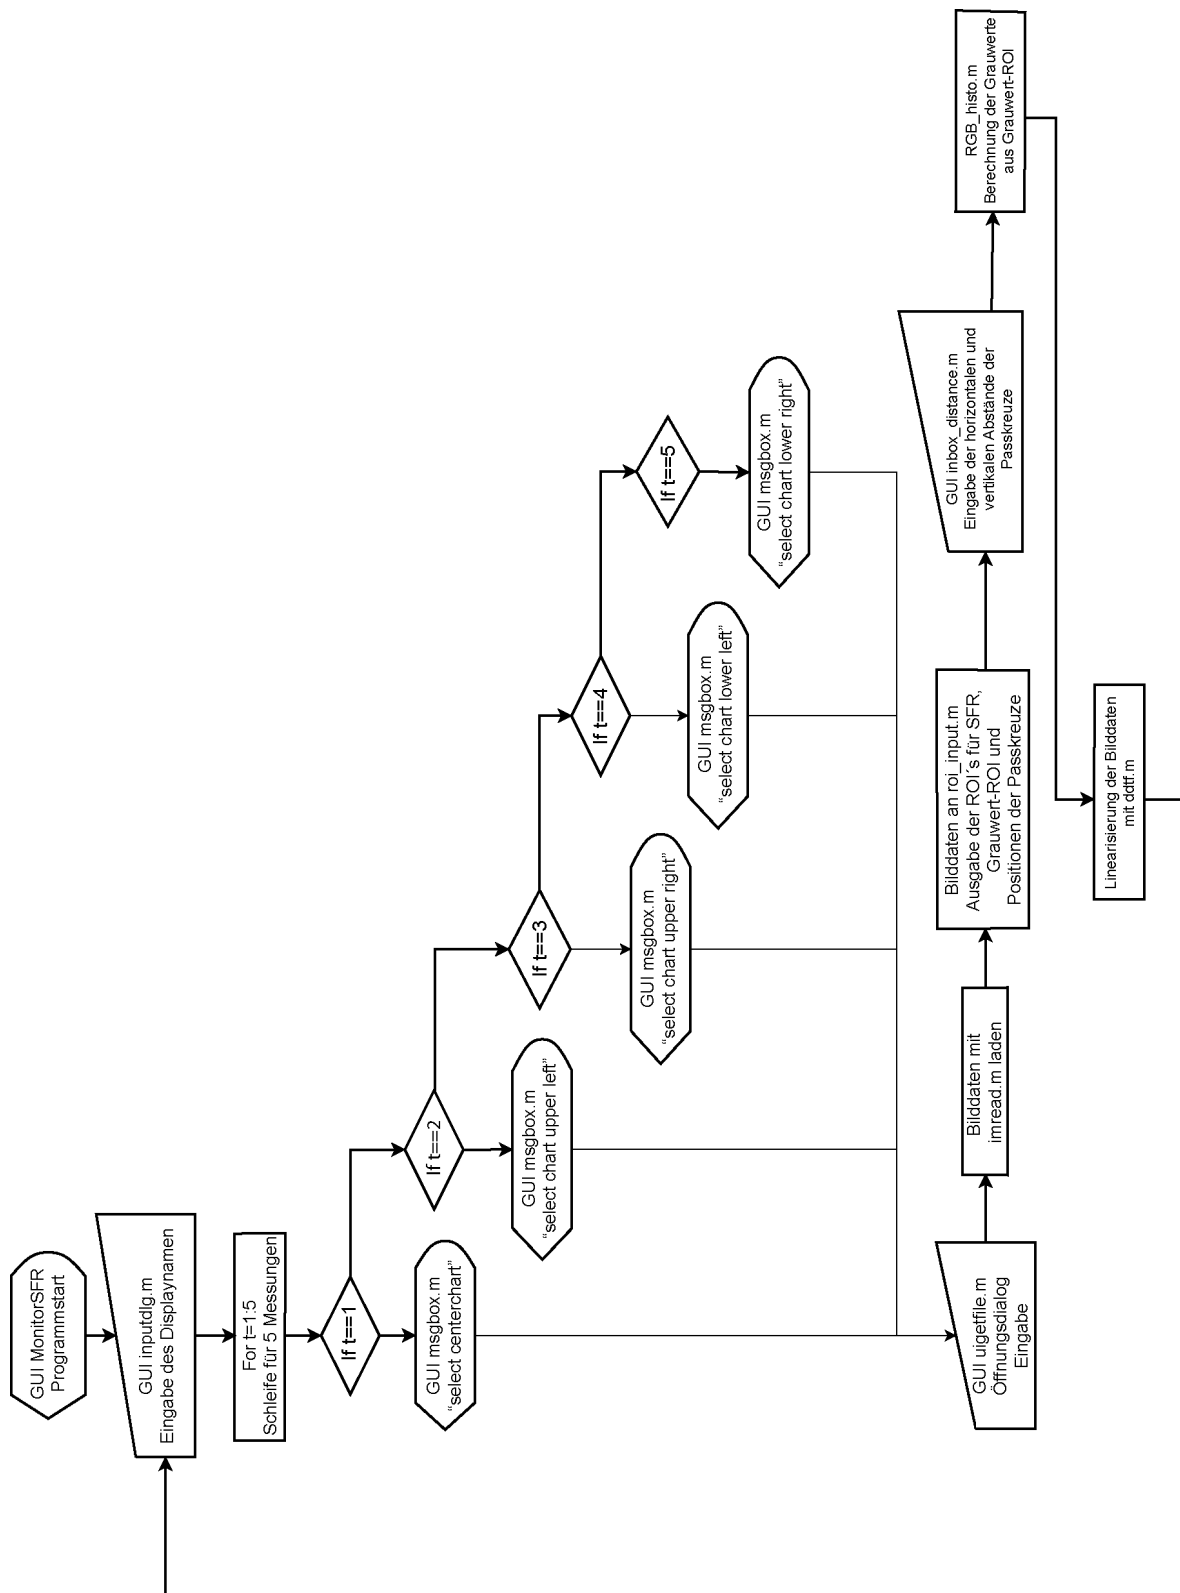 GUI MonitorSFR
Programmstart
GUI inputdlg.m
Eingabe des Displaynamen
For t=1:5
Schleife für 5 Messungen
If t==1
GUI msgbox.m
“select centerchart”
If t==2
GUI msgbox.m
“select chart upper left”
If t==3
GUI msgbox.m
“select chart upper right”
If t==4
GUI msgbox.m
“select chart lower left”
If t==5
GUI msgbox.m
“select chart lower right”
GUI uigetfile.m
Öffnungsdialog
Eingabe
Bilddaten mit
imread.m laden
Bilddaten an roi_input.m
Ausgabe der ROI´s für SFR,
Grauwert-ROI und
Positionen der Passkreuze
GUI inbox_distance.m
Eingabe der horizontalen und
vertikalen Abstände der
Passkreuze
RGB_histo.m
Berechnung der Grauwerte
aus Grauwert-ROI
Linearisierung der Bilddaten
mit ddtf.m